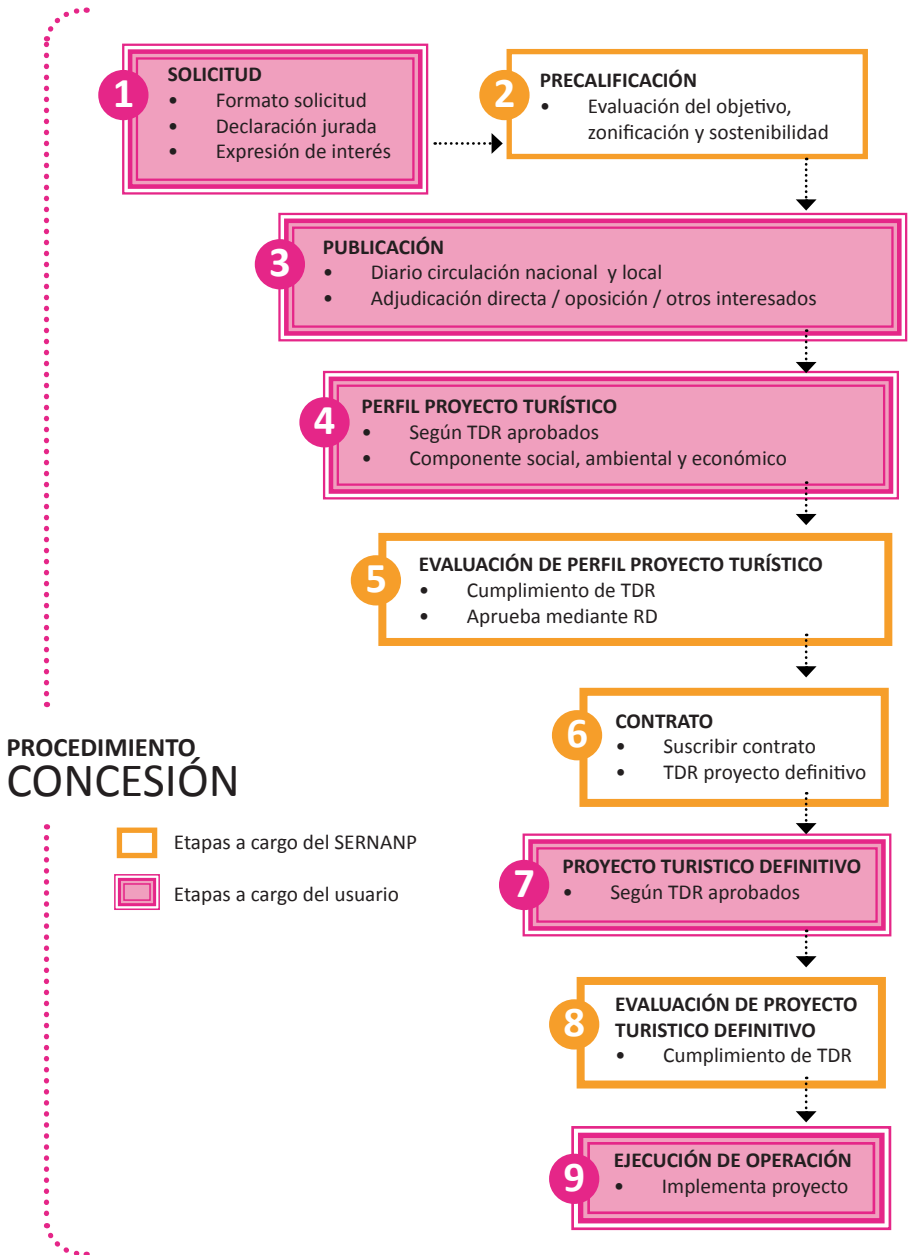 1
SOLICITUD
• Formato solicitud
• Declaración jurada
• Expresión de interés
2
PRECALIFICACIÓN
• Evaluación del objetivo,
zonificación y sostenibilidad
3
PUBLICACIÓN
• Diario circulación nacional y local
• Adjudicación directa / oposición / otros interesados
4
PERFIL PROYECTO TURÍSTICO
• Según TDR aprobados
• Componente social, ambiental y económico
5
EVALUACIÓN DE PERFIL PROYECTO TURÍSTICO
• Cumplimiento de TDR
• Aprueba mediante RD
6
CONTRATO
• Suscribir contrato
• TDR proyecto definitivo
PROCEDIMIENTO
CONCESIÓN
Etapas a cargo del SERNANP
Etapas a cargo del usuario
7
PROYECTO TURISTICO DEFINITIVO
• Según TDR aprobados
8
EVALUACIÓN DE PROYECTO
TURISTICO DEFINITIVO
• Cumplimiento de TDR
9
EJECUCIÓN DE OPERACIÓN
• Implementa proyecto